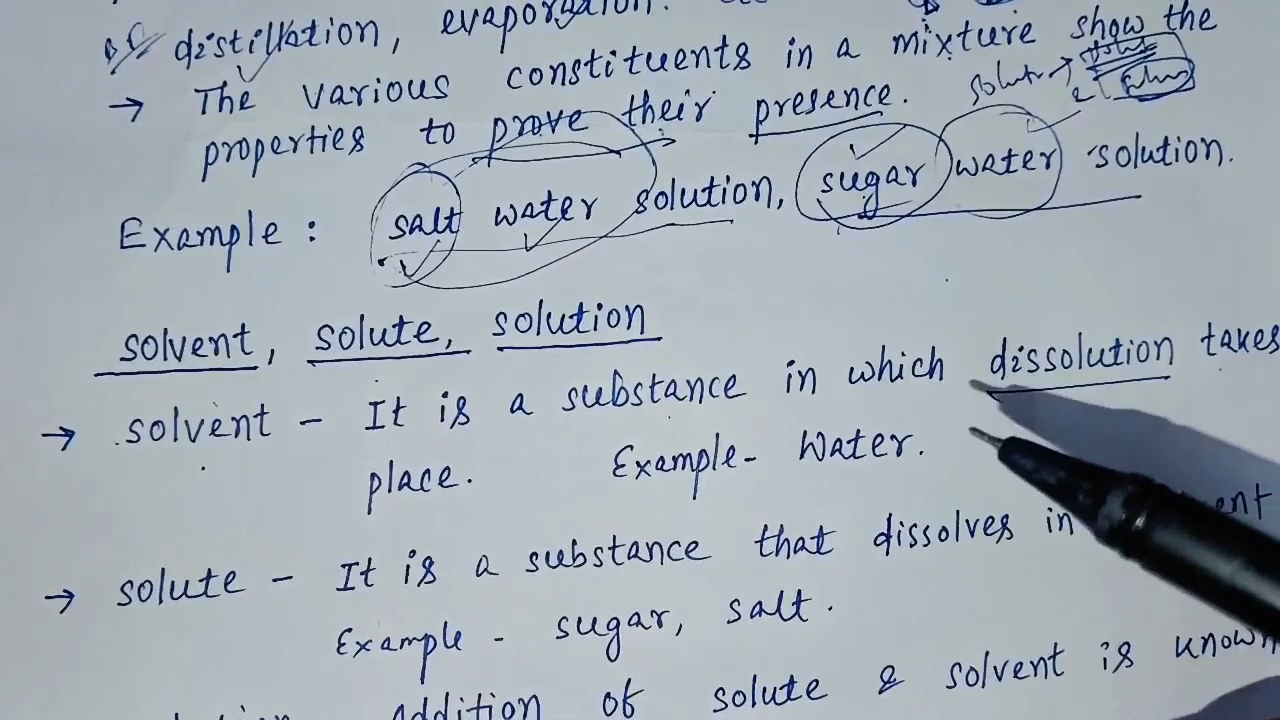 distillation, evaporation.
→ The various constituents in a mixture show the
properties to prove their presence.
solute
Example: salt water solution, sugar water solution.
solvent, solute, solution
→ solvent - It is a substance in which dissolution takes
place. Example- Water.
→ solute - It is a substance that dissolves in
Example - sugar, salt.
addition of solute & solvent is known